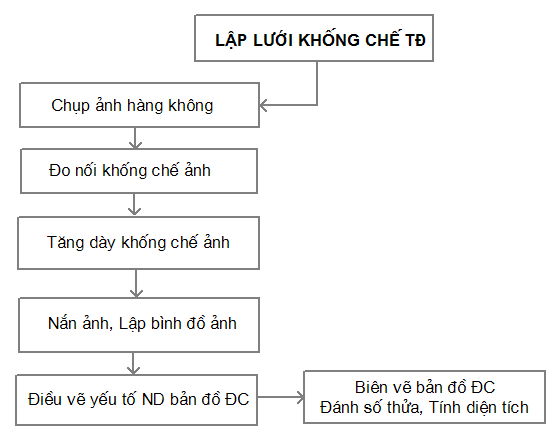 LẬP LƯỚI KHỐNG CHẾ TĐ
Chụp ảnh hàng không
Đo nối khống chế ảnh
Tăng dày khống chế ảnh
Nắn ảnh, Lập bình đồ ảnh
Điều vẽ yếu tố ND bản đồ ĐC
Biên vẽ bản đồ ĐC
Đánh số thửa, Tính diện tích